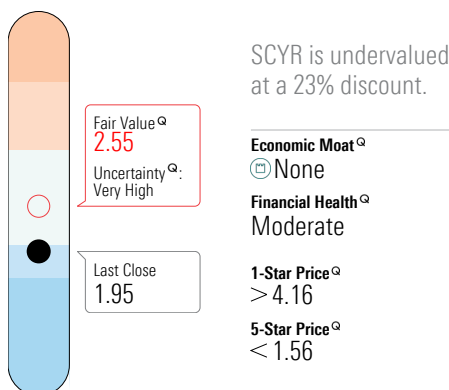 SCYR is undervalued
at a 23% discount.
Fair Value Q
2.55
Uncertainty Q:
Very High
Last Close
1.95
Economic Moat Q
None
Financial Health Q
Moderate
1-Star Price Q
>4.16
5-Star Price Q
<1.56